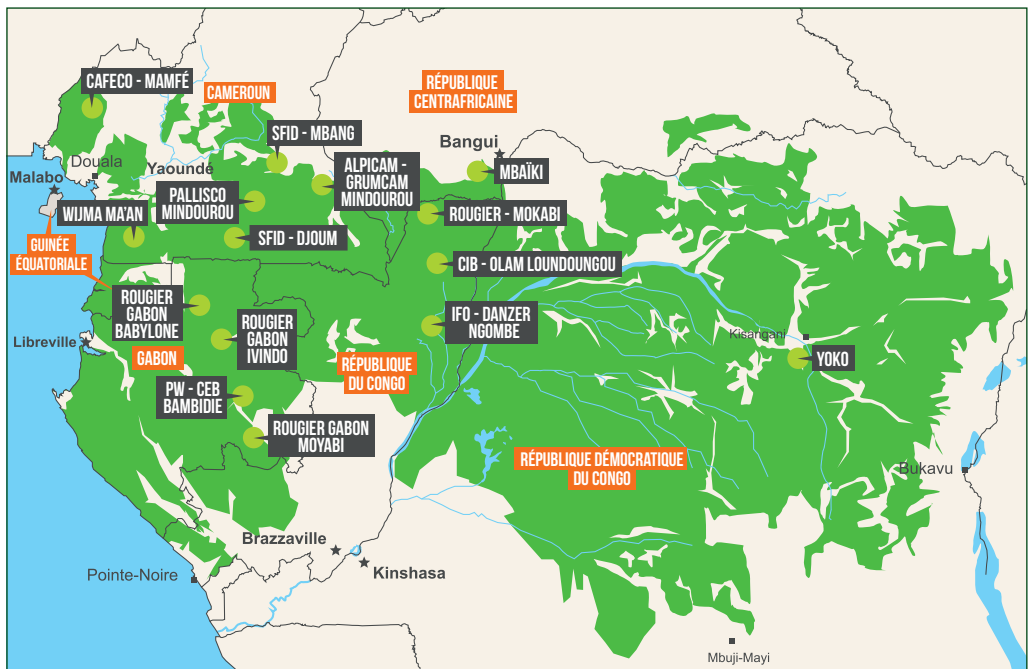 CAFECO - MAMFÉ
CAMEROUN
RÉPUBLIQUE
CENTRAFRICAINE
SFID - MBANG
Bangui
Douala
Yaoundé
ALPICAM -
GRUMCAM
MINDOUROU
MBAÏKI
Malabo
PALLISCO
MINDOUROU
WIJMA MA'AN
ROUGIER - MOKABI
SFID - DJOUM
GUINÉE
ÉQUATORIALE
CIB - OLAM LOUNDOUNGOU
ROUGIER
GABON
BABYLONE
ROUGIER
GABON
IVINDO
IFO - DANZER
NGOMBE
Kisangani
Libreville
GABON
RÉPUBLIQUE
DU CONGO
YOKO
PW - CEB
BAMBIDIE
ROUGIER GABON
MOYABI
RÉPUBLIQUE DÉMOCRATIQUE
DU CONGO
Bukavu
Brazzaville
Kinshasa
Pointe-Noire
Mbuji-Mayi